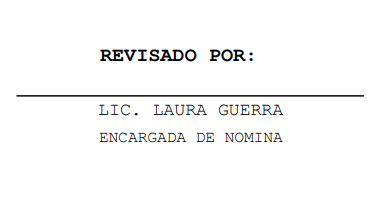 REVISADO POR:
LIC. LAURA GUERRA
ENCARGADA DE NOMINA